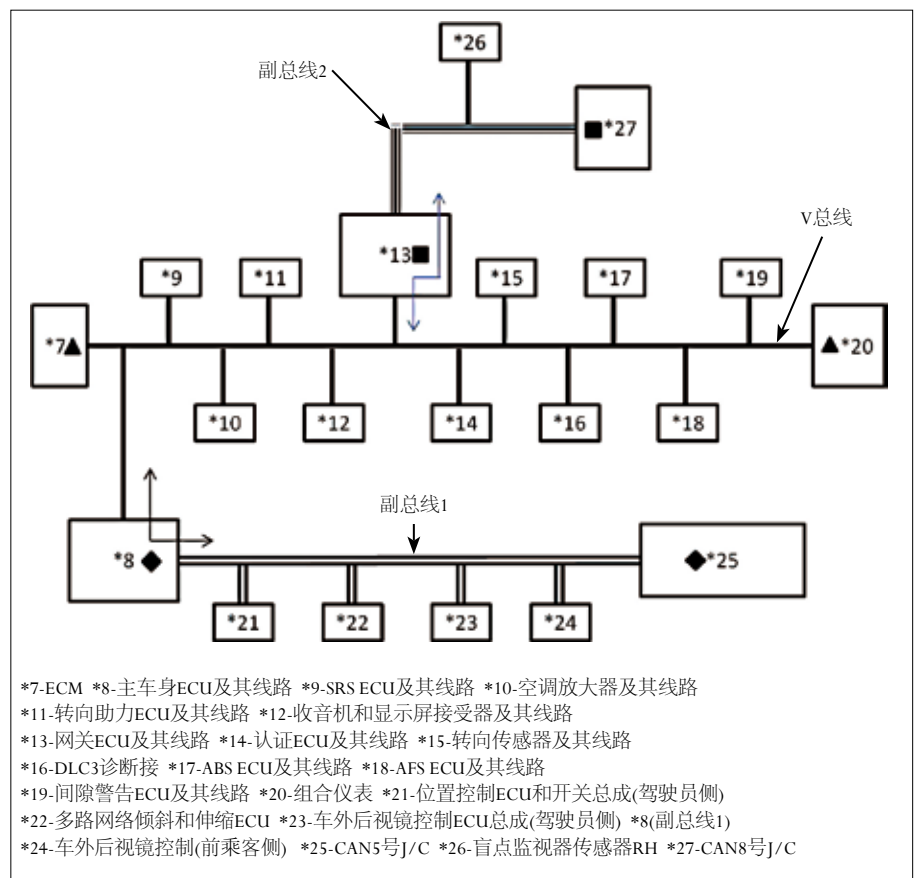 *26
副总线2
■*27
V总线
*13■
*9 *11 *15 *17 *19
*7▲ ▲*20
*10 *12 *14 *16 *18
副总线1
*8◆ ◆*25
*21 *22 *23 *24
*7-ECM *8-主车身ECU及其线路 *9-SRS ECU及其线路 *10-空调放大器及其线路
*11-转向助力ECU及其线路 *12-收音机和显示屏接受器及其线路
*13-网关ECU及其线路 *14-认证ECU及其线路 *15-转向传感器及其线路
*16-DLC3诊断接 *17-ABS ECU及其线路 *18-AFS ECU及其线路
*19-间隙警告ECU及其线路 *20-组合仪表 *21-位置控制ECU和开关总成(驾驶员侧)
*22-多路网络倾斜和伸缩ECU *23-车外后视镜控制ECU总成(驾驶员侧) *8(副总线1)
*24-车外后视镜控制(前乘客侧) *25-CAN5号J/C *26-盲点监视器传感器RH *27-CAN8号J/C